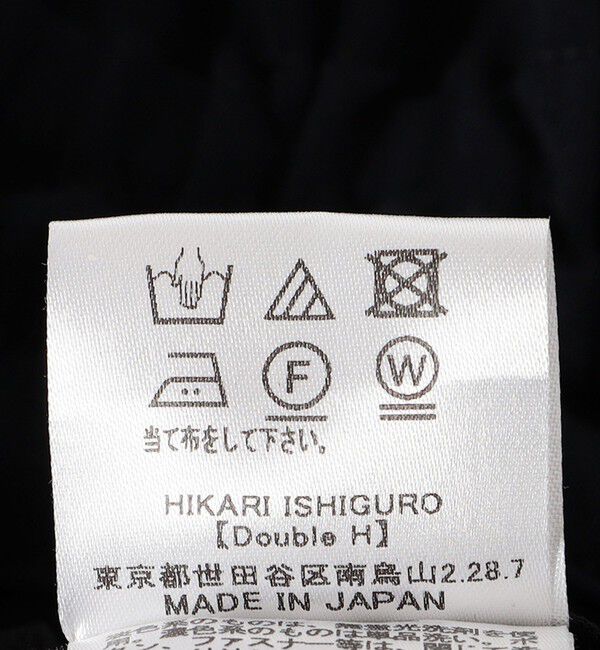 F
W
当て布をして下さい。
HIKARI ISHIGURO
【Double H】
東京都世田谷区南烏山2.28.7
MADE IN JAPAN